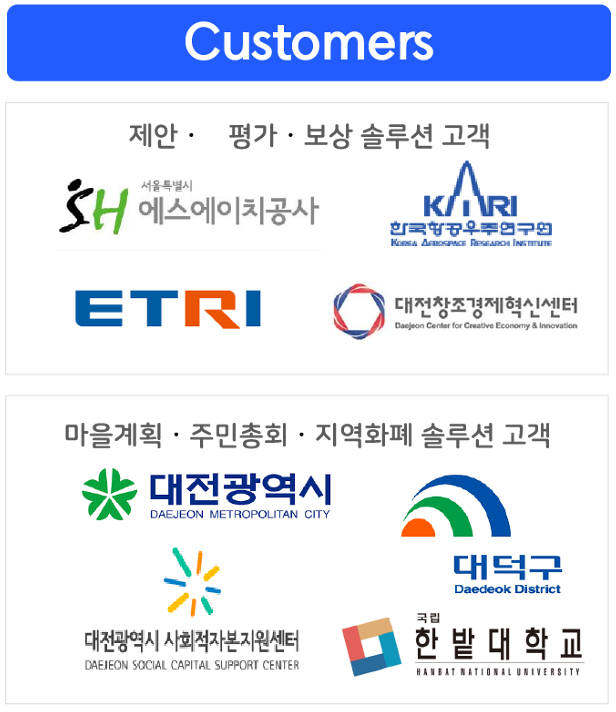 Customers
제안 · 평가 · 보상 솔루션 고객
SH
서울특별시
에스에이치공사
KARI
한국항공우주연구원
KOREA AEROSPACE RESEARCH INSTITUTE
ETRI
대전창조경제혁신센터
Daejeon Center for Creative Economy & Innovation
마을계획 · 주민총회 · 지역화폐 솔루션 고객
대전광역시
DAEJEON METROPOLITAN CITY
대덕구
Daedeok District
대전광역시 사회적자본지원센터
DAEJEON SOCIAL CAPITAL SUPPORT CENTER
국립
한밭대학교
HANBAT NATIONAL UNIVERSITY